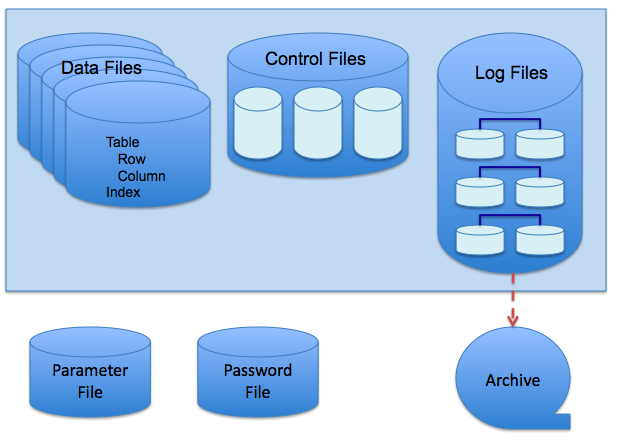 Data Files
Table
Row
Column
Index
Control Files
Log Files
Parameter
File
Password
File
Archive